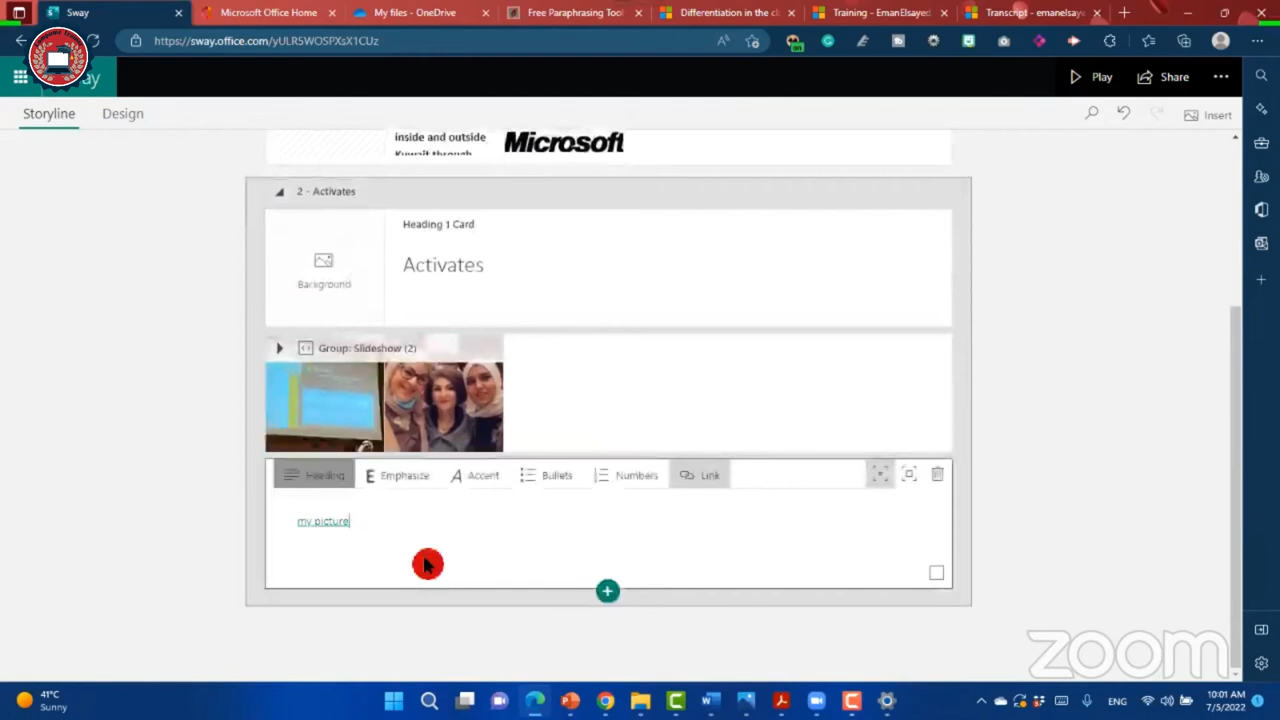 Sway
Microsoft Office Home
My files - OneDrive
Free Paraphrasing Tool
Differentiation in the cl
Training - EmanElsayed
Transcript - emanelsaye
https://sway.office.com/yULR5WOSPXsX1CUz
Play
Share
Storyline
Design
Insert
inside and outside
Kuwait through
Microsoft
2 - Activates
Heading 1 Card
Activates
Background
Group: Slideshow (2)
Heading
Emphasize
Accent
Bullets
Numbers
Link
my picture
zoom
41°C
Sunny
ENG
10:01 AM
7/5/2022